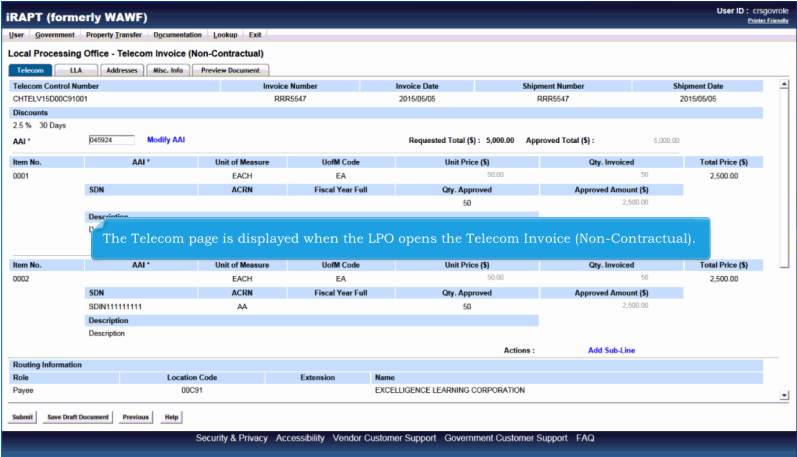 User ID : crsgovrole
iRAPT (formerly WAWF)
Printer Friendly
User Government Property Transfer Documentation Lookup Exit
Local Processing Office - Telecom Invoice (Non-Contractual)
Telecom LLA Addresses Misc. Info Preview Document
Telecom Control Number Invoice Number Invoice Date Shipment Number Shipment Date
CHTELV15D00C91001 RRR5547 2015/05/05 RRR5547 2015/05/05
Discounts
2.5 % 30 Days
AAI * 045924 Modify AAI Requested Total ($) : 5,000.00 Approved Total ($) : 5,000.00
Item No. AAI * Unit of Measure UofM Code Unit Price ($) Qty. Invoiced Total Price ($)
0001 EACH EA 50.00 50 2,500.00
SDN ACRN Fiscal Year Full Qty. Approved Approved Amount ($)
50 2,500.00
Description
The Telecom page is displayed when the LPO opens the Telecom Invoice (Non-Contractual).
Item No. AAI * Unit of Measure UofM Code Unit Price ($) Qty. Invoiced Total Price ($)
0002 EACH EA 50.00 50 2,500.00
SDN ACRN Fiscal Year Full Qty. Approved Approved Amount ($)
SDIN111111111 AA 50 2,500.00
Description
Description
Actions : Add Sub-Line
Routing Information
Role Location Code Extension Name
Payee 00C91 EXCELLIGENCE LEARNING CORPORATION
Submit Save Draft Document Previous Help
Security & Privacy Accessibility Vendor Customer Support Government Customer Support FAQ